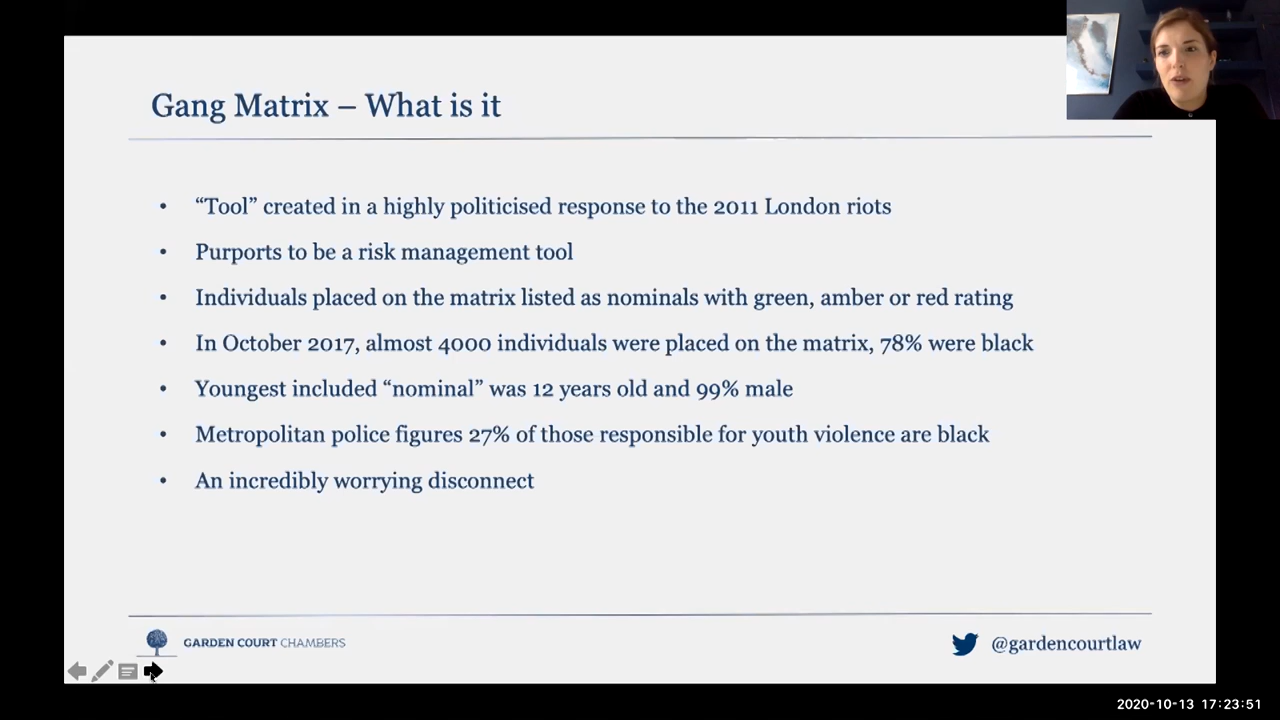 Gang Matrix – What is it
• “Tool” created in a highly politicised response to the 2011 London riots
• Purports to be a risk management tool
• Individuals placed on the matrix listed as nominals with green, amber or red rating
• In October 2017, almost 4000 individuals were placed on the matrix, 78% were black
• Youngest included “nominal” was 12 years old and 99% male
• Metropolitan police figures 27% of those responsible for youth violence are black
• An incredibly worrying disconnect
GARDEN COURT CHAMBERS
@gardencourtlaw
2020-10-13 17:23:51